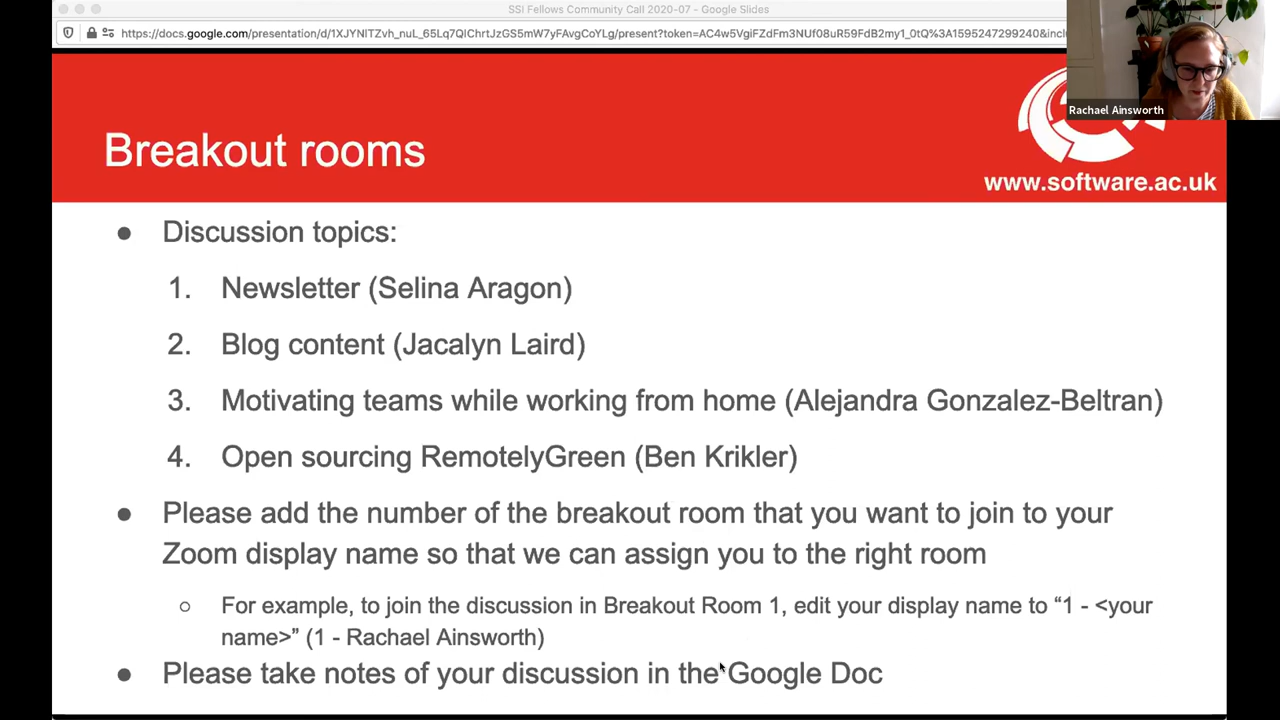 SSI Fellows Community Call 2020-07 - Google Slides
https://docs.google.com/presentation/d/1XJYNITZvh_nuL_65Lq7QIChrtJzGS5mW7yFAvgCoYLg/present?token=AC4w5VgiFZdFm3NUf08uR59FdB2my1_0tQ%3A1595247299240&incl
Rachael Ainsworth
Breakout rooms
www.software.ac.uk
● Discussion topics:
1. Newsletter (Selina Aragon)
2. Blog content (Jacalyn Laird)
3. Motivating teams while working from home (Alejandra Gonzalez-Beltran)
4. Open sourcing RemotelyGreen (Ben Krikler)
● Please add the number of the breakout room that you want to join to your
Zoom display name so that we can assign you to the right room
○ For example, to join the discussion in Breakout Room 1, edit your display name to “1 - <your
name>” (1 - Rachael Ainsworth)
● Please take notes of your discussion in the Google Doc